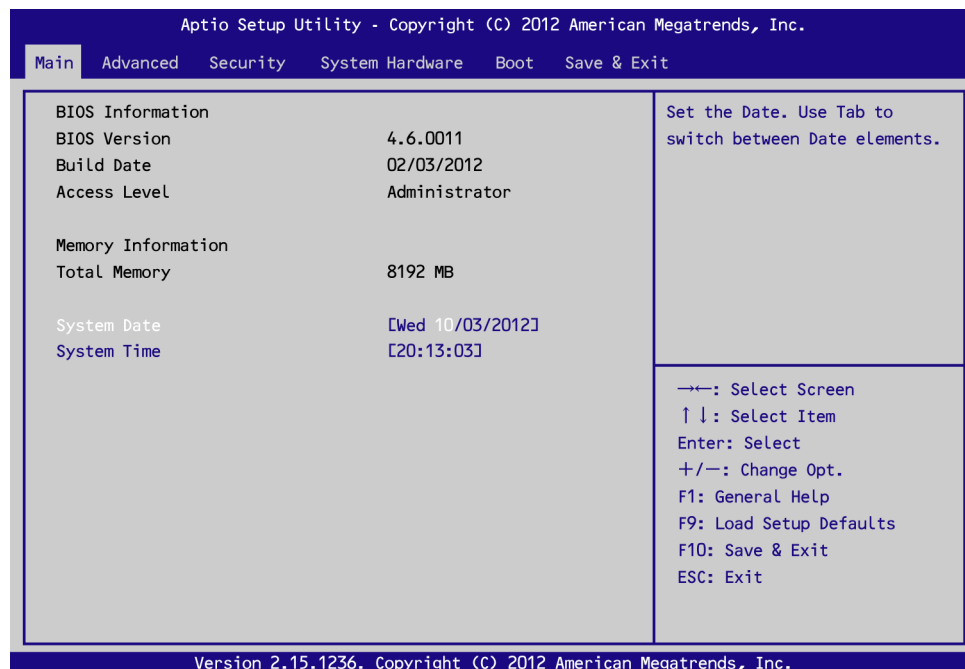 Aptio Setup Utility - Copyright (C) 2012 American Megatrends, Inc.
Main Advanced Security System Hardware Boot Save & Exit
BIOS Information
BIOS Version 4.6.0011
Build Date 02/03/2012
Access Level Administrator
Memory Information
Total Memory 8192 MB
System Date [Wed 10/03/2012]
System Time [20:13:03]
Set the Date. Use Tab to
switch between Date elements.
→←: Select Screen
↑↓: Select Item
Enter: Select
+/-: Change Opt.
F1: General Help
F9: Load Setup Defaults
F10: Save & Exit
ESC: Exit
Version 2.15.1236. Copyright (C) 2012 American Megatrends, Inc.